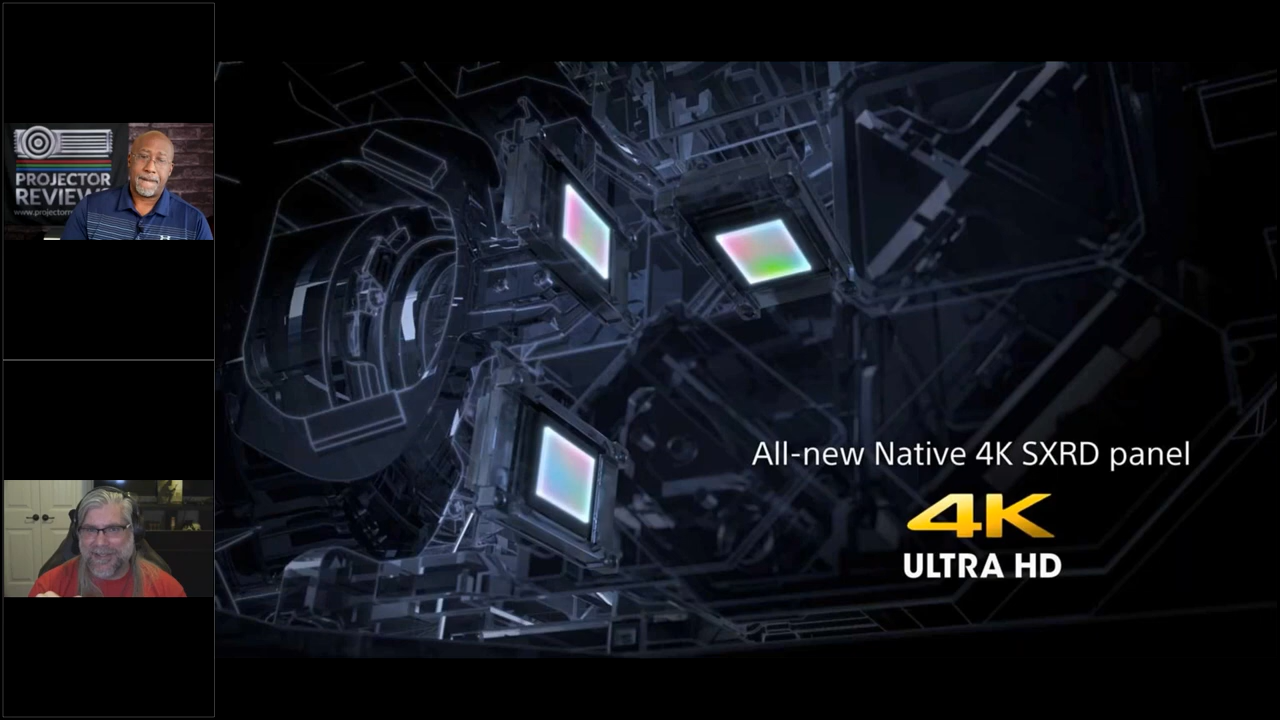 PROJECTOR
REVIEWS
All-new Native 4K SXRD panel
4K
ULTRA HD